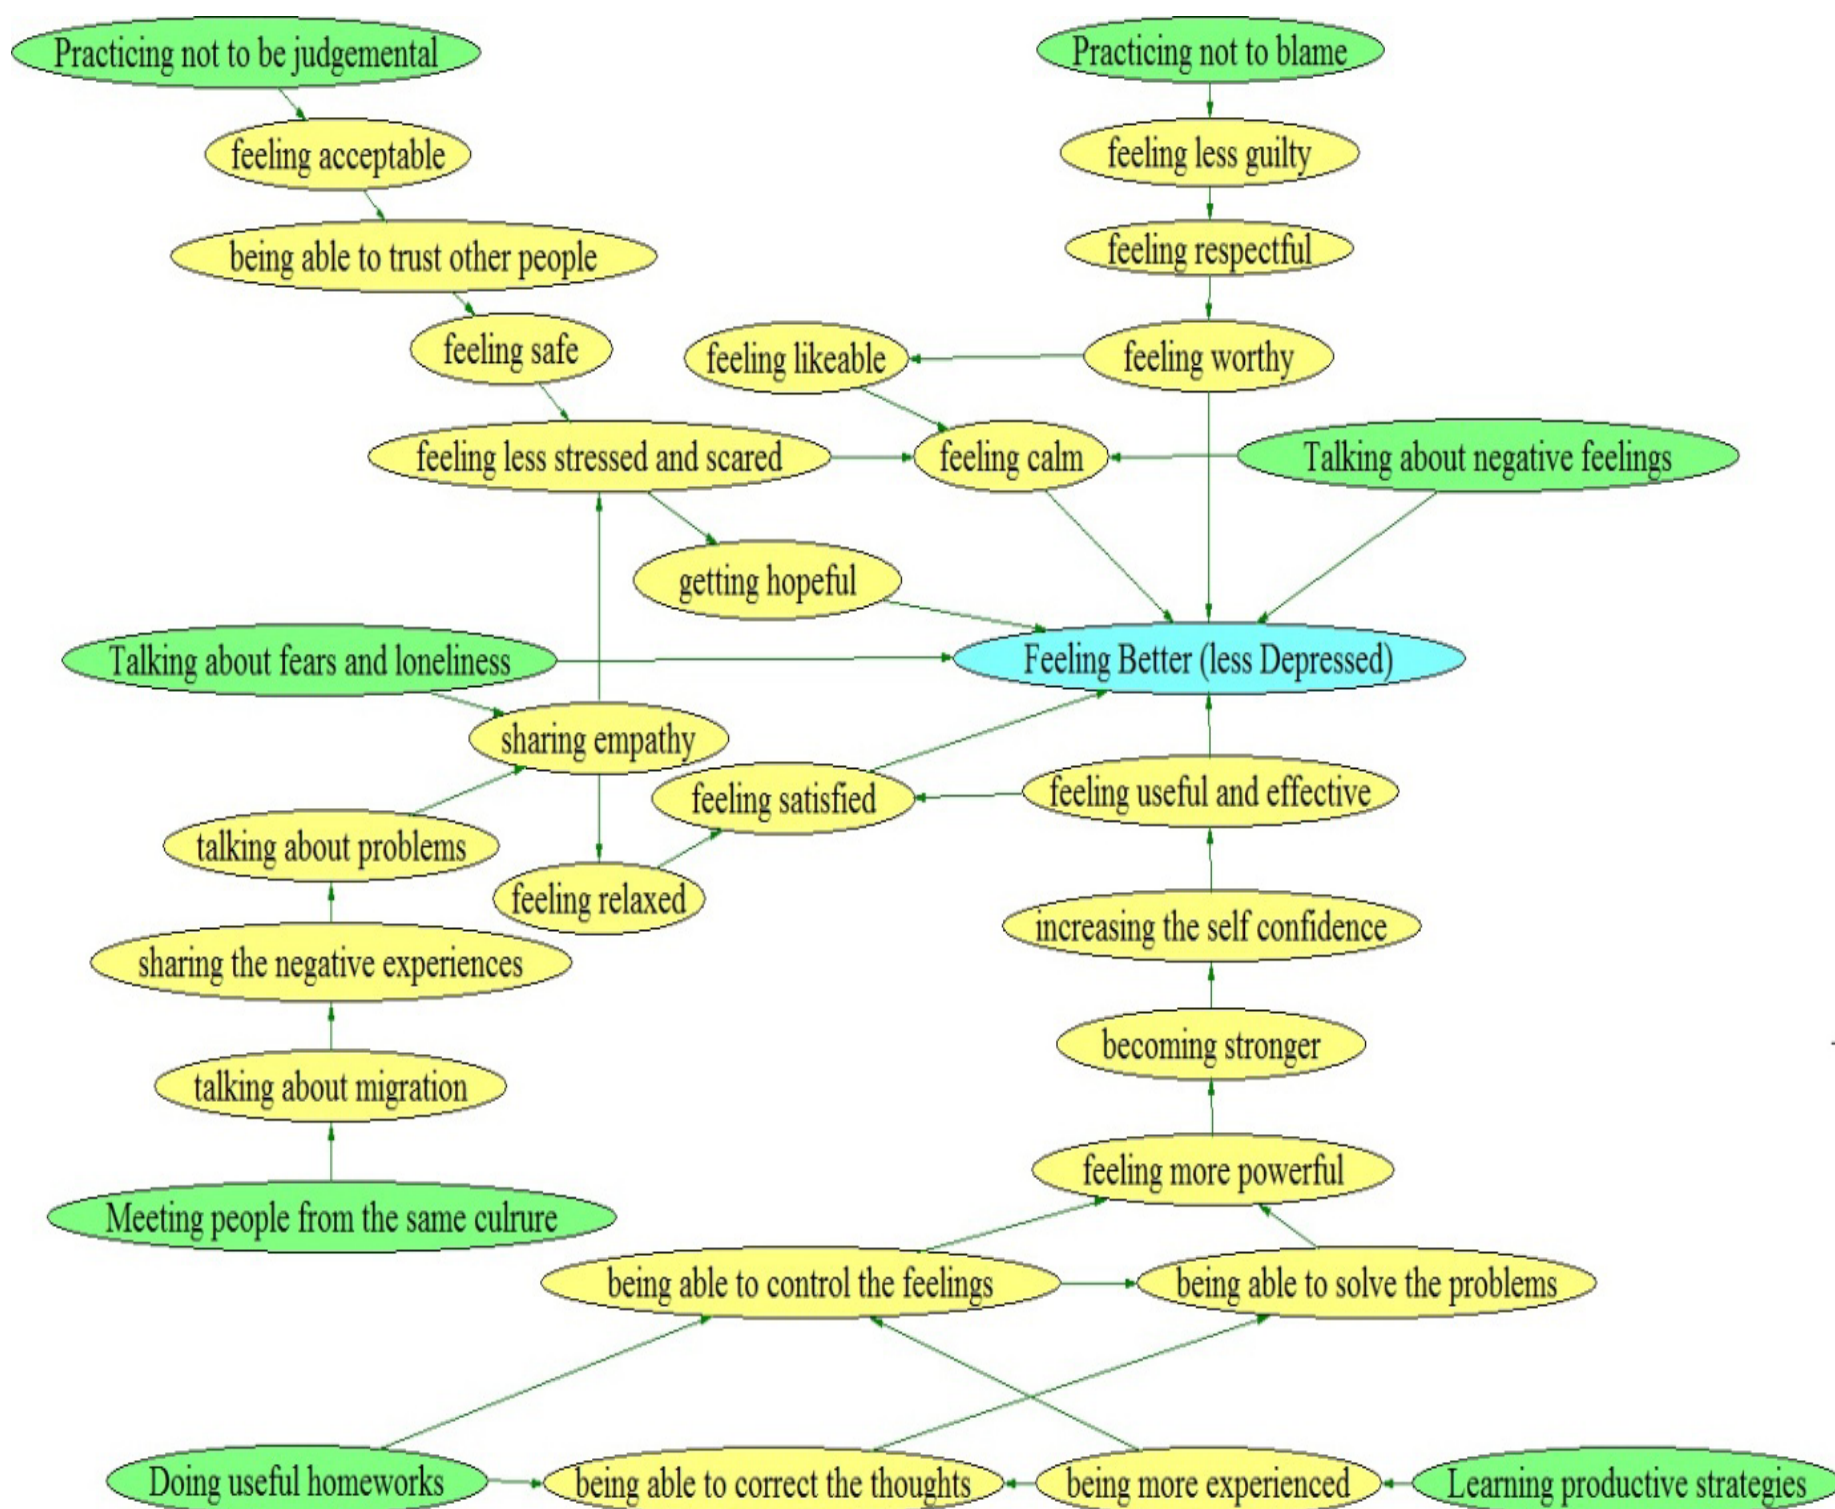 Practicing not to be judgemental
Practicing not to blame
feeling acceptable
feeling less guilty
being able to trust other people
feeling respectful
feeling safe
feeling likeable
feeling worthy
feeling less stressed and scared
feeling calm
Talking about negative feelings
getting hopeful
Talking about fears and loneliness
Feeling Better (less Depressed)
sharing empathy
feeling satisfied
feeling useful and effective
talking about problems
feeling relaxed
increasing the self confidence
sharing the negative experiences
becoming stronger
talking about migration
feeling more powerful
Meeting people from the same culrure
being able to control the feelings
being able to solve the problems
Doing useful homeworks
being able to correct the thoughts
being more experienced
Learning productive strategies